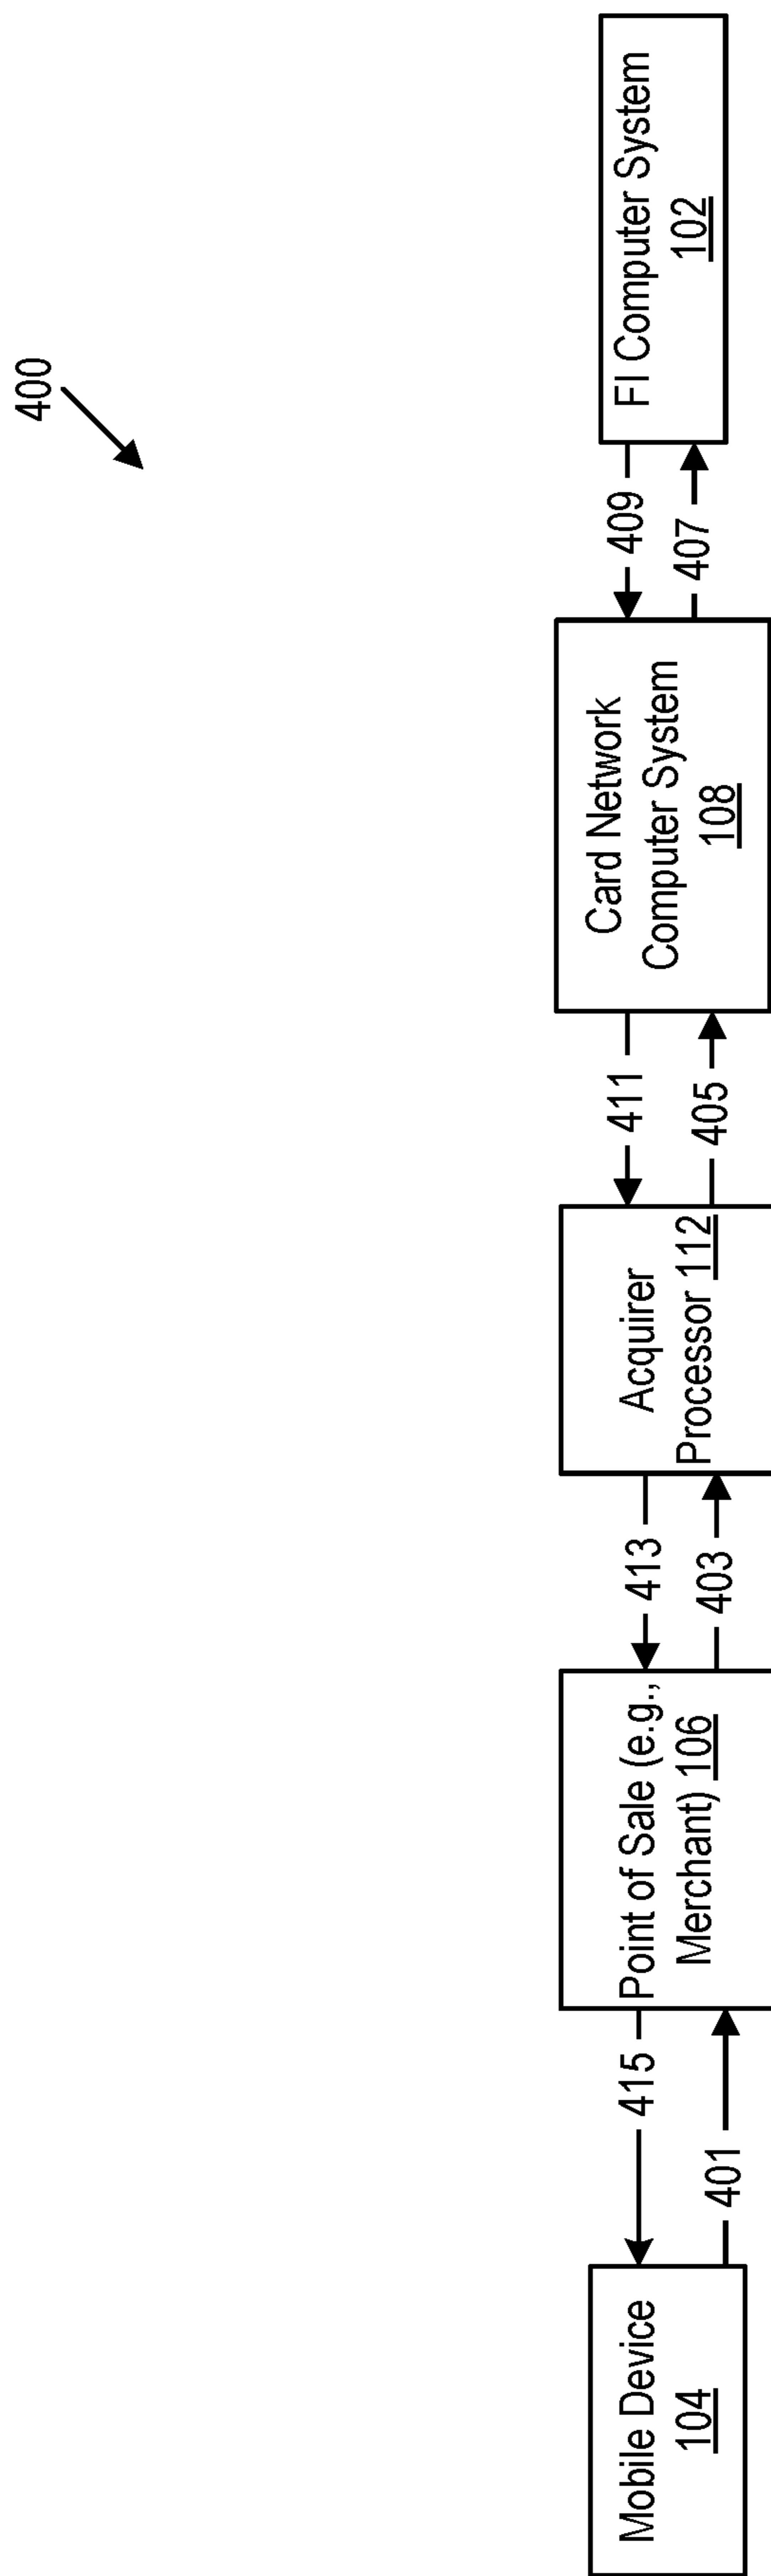 400
Mobile Device
104
415
401
Point of Sale (e.g.,
Merchant) 106
413
403
Acquirer
Processor 112
411
405
Card Network
Computer System
108
409
407
FI Computer System
102